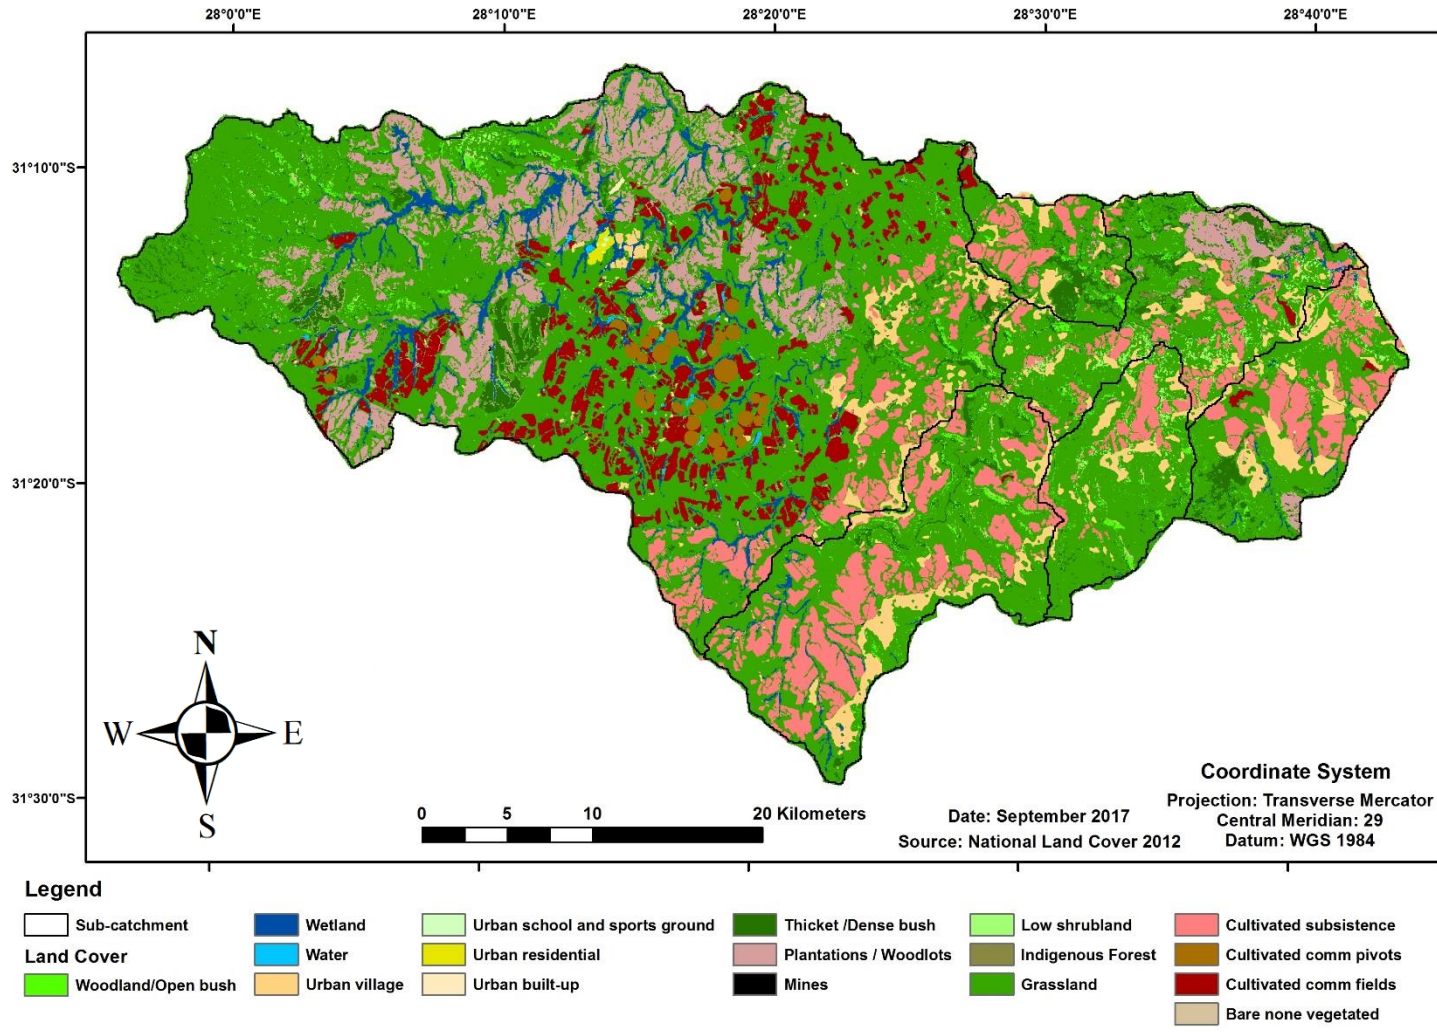 28°0'0"E 28°10'0"E 28°20'0"E 28°30'0"E 28°40'0"E
31°10'0"S
31°20'0"S
31°30'0"S
N
W E
S
0 5 10 20 Kilometers
Date: September 2017
Source: National Land Cover 2012
Coordinate System
Projection: Transverse Mercator
Central Meridian: 29
Datum: WGS 1984
Legend
Sub-catchment
Land Cover
Woodland/Open bush
Wetland
Water
Urban village
Urban school and sports ground
Urban residential
Urban built-up
Thicket /Dense bush
Plantations / Woodlots
Mines
Low shrubland
Indigenous Forest
Grassland
Cultivated subsistence
Cultivated comm pivots
Cultivated comm fields
Bare none vegetated